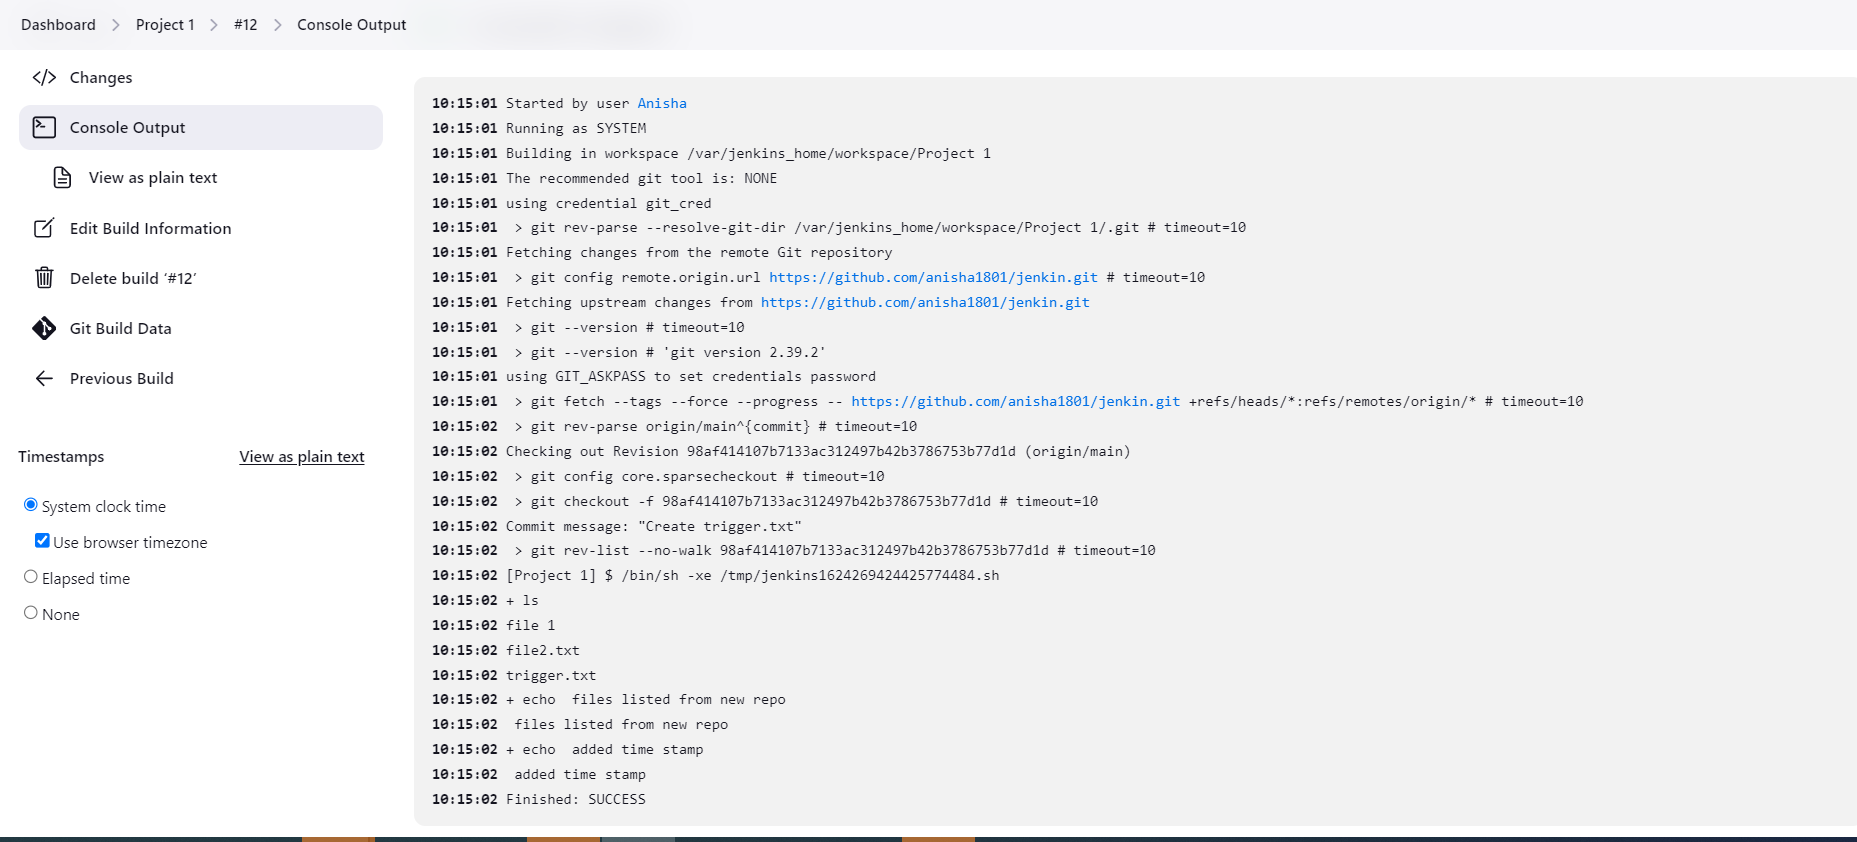 Dashboard > Project 1 > #12 > Console Output
Changes
Console Output
View as plain text
Edit Build Information
Delete build ‘#12’
Git Build Data
Previous Build
Timestamps View as plain text
System clock time
Use browser timezone
Elapsed time
None
10:15:01 Started by user Anisha
10:15:01 Running as SYSTEM
10:15:01 Building in workspace /var/jenkins_home/workspace/Project 1
10:15:01 The recommended git tool is: NONE
10:15:01 using credential git_cred
10:15:01  > git rev-parse --resolve-git-dir /var/jenkins_home/workspace/Project 1/.git # timeout=10
10:15:01 Fetching changes from the remote Git repository
10:15:01  > git config remote.origin.url https://github.com/anisha1801/jenkin.git # timeout=10
10:15:01 Fetching upstream changes from https://github.com/anisha1801/jenkin.git
10:15:01  > git --version # timeout=10
10:15:01  > git --version # 'git version 2.39.2'
10:15:01 using GIT_ASKPASS to set credentials password
10:15:01  > git fetch --tags --force --progress -- https://github.com/anisha1801/jenkin.git +refs/heads/*:refs/remotes/origin/* # timeout=10
10:15:02  > git rev-parse origin/main^{commit} # timeout=10
10:15:02 Checking out Revision 98af414107b7133ac312497b42b3786753b77d1d (origin/main)
10:15:02  > git config core.sparsecheckout # timeout=10
10:15:02  > git checkout -f 98af414107b7133ac312497b42b3786753b77d1d # timeout=10
10:15:02 Commit message: "Create trigger.txt"
10:15:02  > git rev-list --no-walk 98af414107b7133ac312497b42b3786753b77d1d # timeout=10
10:15:02 [Project 1] $ /bin/sh -xe /tmp/jenkins1624269424425774484.sh
10:15:02 + ls
10:15:02 file 1
10:15:02 file2.txt
10:15:02 trigger.txt
10:15:02 + echo  files listed from new repo
10:15:02  files listed from new repo
10:15:02 + echo  added time stamp
10:15:02  added time stamp
10:15:02 Finished: SUCCESS